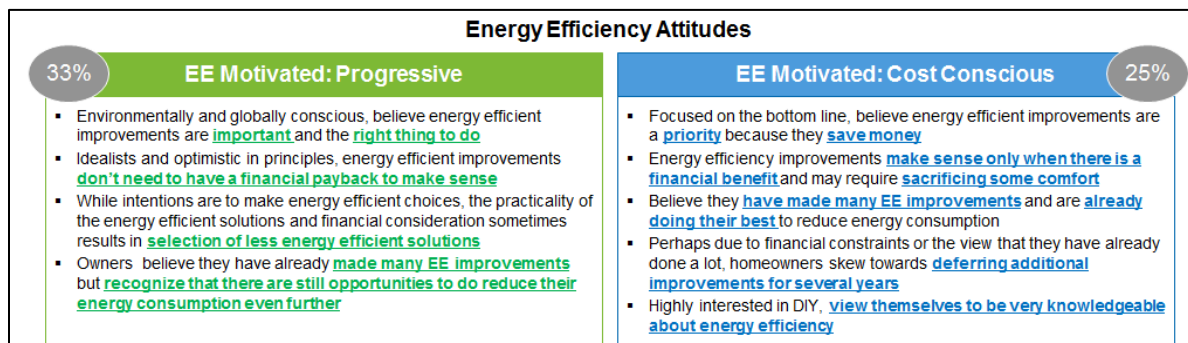 Energy Efficiency Attitudes
33%
EE Motivated: Progressive
▪ Environmentally and globally conscious, believe energy efficient
improvements are important and the right thing to do
▪ Idealists and optimistic in principles, energy efficient improvements
don't need to have a financial payback to make sense
▪ While intentions are to make energy efficient choices, the practicality of
the energy efficient solutions and financial consideration sometimes
results in selection of less energy efficient solutions
▪ Owners believe they have already made many EE improvements
but recognize that there are still opportunities to do reduce their
energy consumption even further
EE Motivated: Cost Conscious
25%
▪ Focused on the bottom line, believe energy efficient improvements are
a priority because they save money
▪ Energy efficiency improvements make sense only when there is a
financial benefit and may require sacrificing some comfort
▪ Believe they have made many EE improvements and are already
doing their best to reduce energy consumption
▪ Perhaps due to financial constraints or the view that they have already
done a lot, homeowners skew towards deferring additional
improvements for several years
▪ Highly interested in DIY, view themselves to be very knowledgeable
about energy efficiency